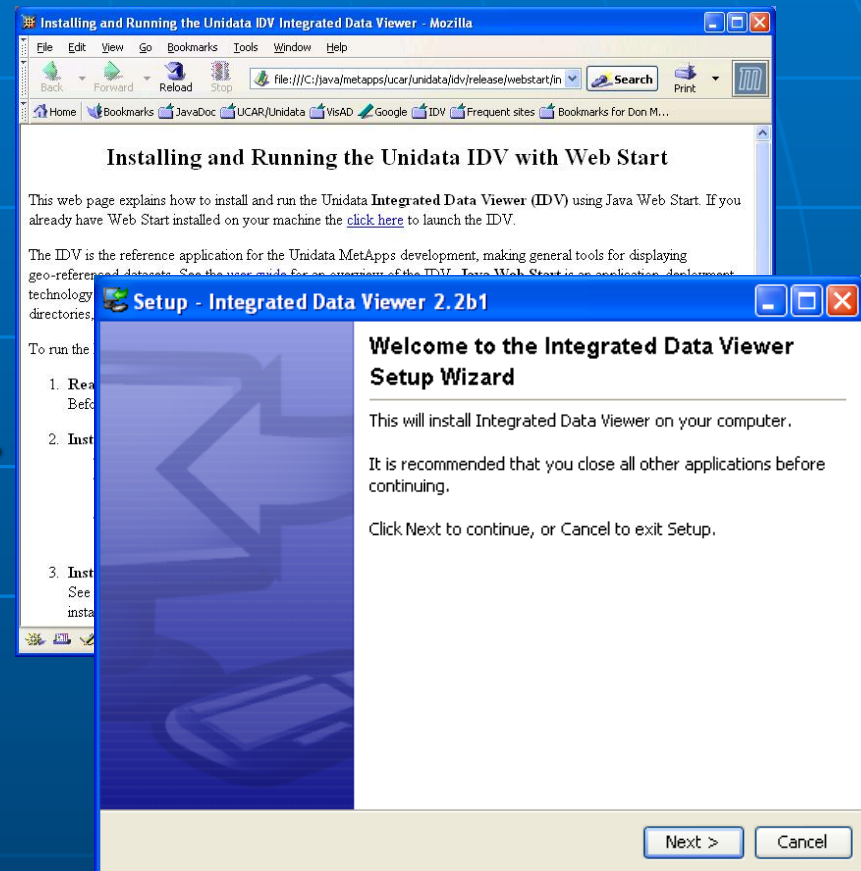 Installing and Running the Unidata IDV Integrated Data Viewer - Mozilla
File Edit View Go Bookmarks Tools Window Help
Back Forward Reload Stop file:///C:/java/metapps/ucar/unidata/idv/release/webstart/in Search Print
Home Bookmarks JavaDoc UCAR/Unidata VisAD Google IDV Frequent sites Bookmarks for Don M...
Installing and Running the Unidata IDV with Web Start
This web page explains how to install and run the Unidata Integrated Data Viewer (IDV) using Java Web Start. If you
already have Web Start installed on your machine the click here to launch the IDV.
The IDV is the reference application for the Unidata MetApps development, making general tools for displaying
geo-referenced datasets. See the user guide for an overview of the IDV. Java Web Start is an application deployment
technology
directories,
To run the
1. Rea
Befo
2. Inst
3. Inst
See
insta
Setup - Integrated Data Viewer 2.2b1
Welcome to the Integrated Data Viewer
Setup Wizard
This will install Integrated Data Viewer on your computer.
It is recommended that you close all other applications before
continuing.
Click Next to continue, or Cancel to exit Setup.
Next > Cancel